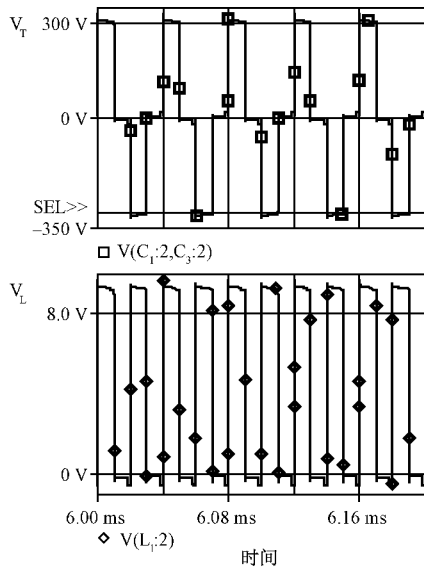 V_T
300 V
0 V
SEL>>
–350 V
V(C₁:2,C₃:2)
V_L
8.0 V
0 V
6.00 ms 6.08 ms 6.16 ms
V(L₁:2)
时间